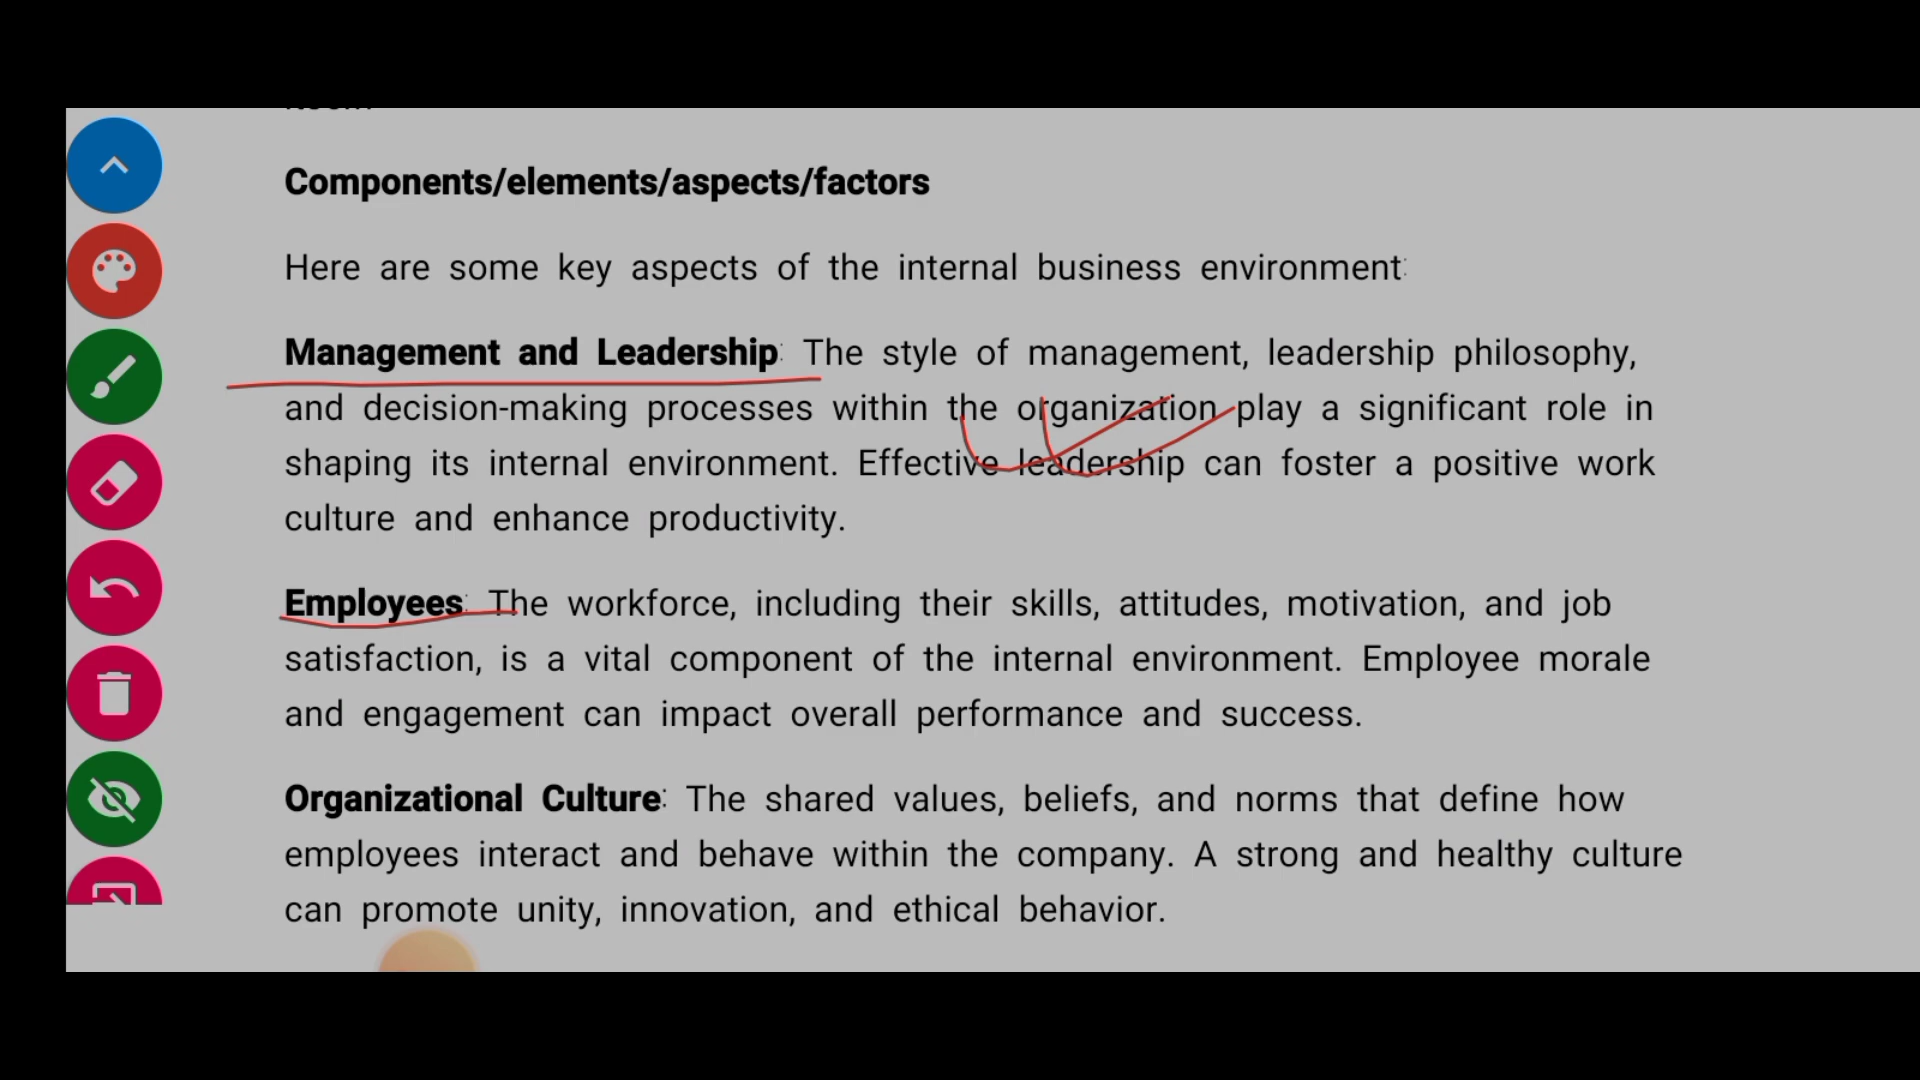 Components/elements/aspects/factors
Here are some key aspects of the internal business environment:
Management and Leadership: The style of management, leadership philosophy,
and decision-making processes within the organization play a significant role in
shaping its internal environment. Effective leadership can foster a positive work
culture and enhance productivity.
Employees: The workforce, including their skills, attitudes, motivation, and job
satisfaction, is a vital component of the internal environment. Employee morale
and engagement can impact overall performance and success.
Organizational Culture: The shared values, beliefs, and norms that define how
employees interact and behave within the company. A strong and healthy culture
can promote unity, innovation, and ethical behavior.